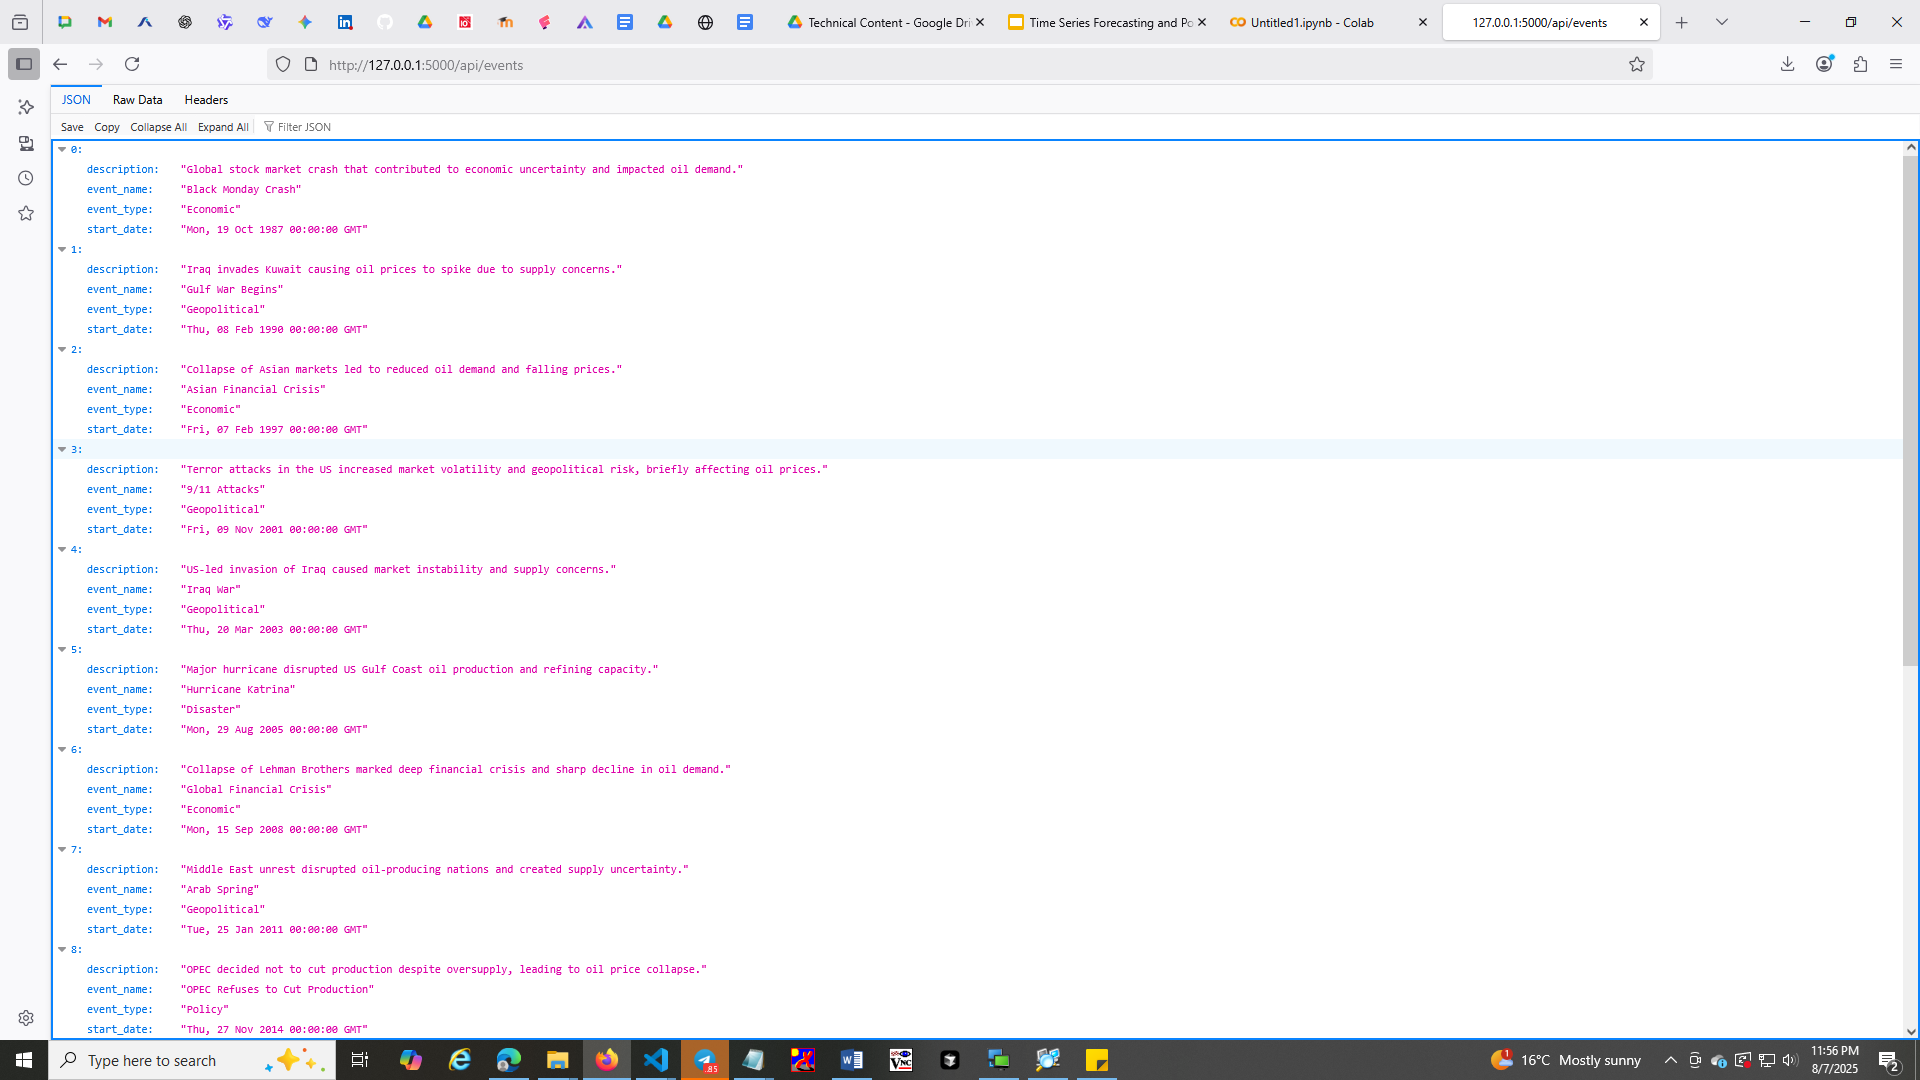 Technical Content - Google Dri
Time Series Forecasting and Po
Untitled1.ipynb - Colab
127.0.0.1:5000/api/events
http://127.0.0.1:5000/api/events
JSON Raw Data Headers
Save Copy Collapse All Expand All Filter JSON
0:
description: "Global stock market crash that contributed to economic uncertainty and impacted oil demand."
event_name: "Black Monday Crash"
event_type: "Economic"
start_date: "Mon, 19 Oct 1987 00:00:00 GMT"
1:
description: "Iraq invades Kuwait causing oil prices to spike due to supply concerns."
event_name: "Gulf War Begins"
event_type: "Geopolitical"
start_date: "Thu, 08 Feb 1990 00:00:00 GMT"
2:
description: "Collapse of Asian markets led to reduced oil demand and falling prices."
event_name: "Asian Financial Crisis"
event_type: "Economic"
start_date: "Fri, 07 Feb 1997 00:00:00 GMT"
3:
description: "Terror attacks in the US increased market volatility and geopolitical risk, briefly affecting oil prices."
event_name: "9/11 Attacks"
event_type: "Geopolitical"
start_date: "Fri, 09 Nov 2001 00:00:00 GMT"
4:
description: "US-led invasion of Iraq caused market instability and supply concerns."
event_name: "Iraq War"
event_type: "Geopolitical"
start_date: "Thu, 20 Mar 2003 00:00:00 GMT"
5:
description: "Major hurricane disrupted US Gulf Coast oil production and refining capacity."
event_name: "Hurricane Katrina"
event_type: "Disaster"
start_date: "Mon, 29 Aug 2005 00:00:00 GMT"
6:
description: "Collapse of Lehman Brothers marked deep financial crisis and sharp decline in oil demand."
event_name: "Global Financial Crisis"
event_type: "Economic"
start_date: "Mon, 15 Sep 2008 00:00:00 GMT"
7:
description: "Middle East unrest disrupted oil-producing nations and created supply uncertainty."
event_name: "Arab Spring"
event_type: "Geopolitical"
start_date: "Tue, 25 Jan 2011 00:00:00 GMT"
8:
description: "OPEC decided not to cut production despite oversupply, leading to oil price collapse."
event_name: "OPEC Refuses to Cut Production"
event_type: "Policy"
start_date: "Thu, 27 Nov 2014 00:00:00 GMT"
Type here to search
.85
1
16°C Mostly sunny
11:56 PM
8/7/2025
2